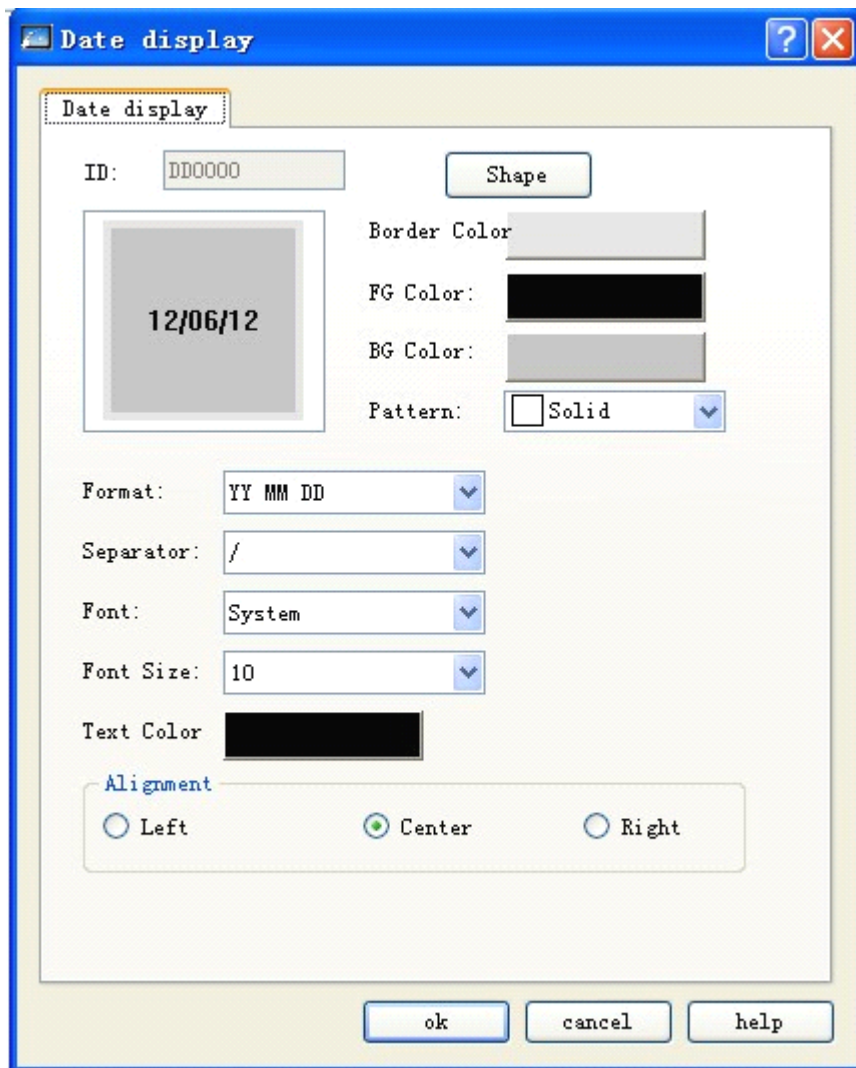 Date display
Date display
ID: DD0000 Shape
Border Color
12/06/12
FG Color:
BG Color:
Pattern: Solid
Format: YY MM DD
Separator: /
Font: System
Font Size: 10
Text Color
Alignment
Left Center Right
ok cancel help